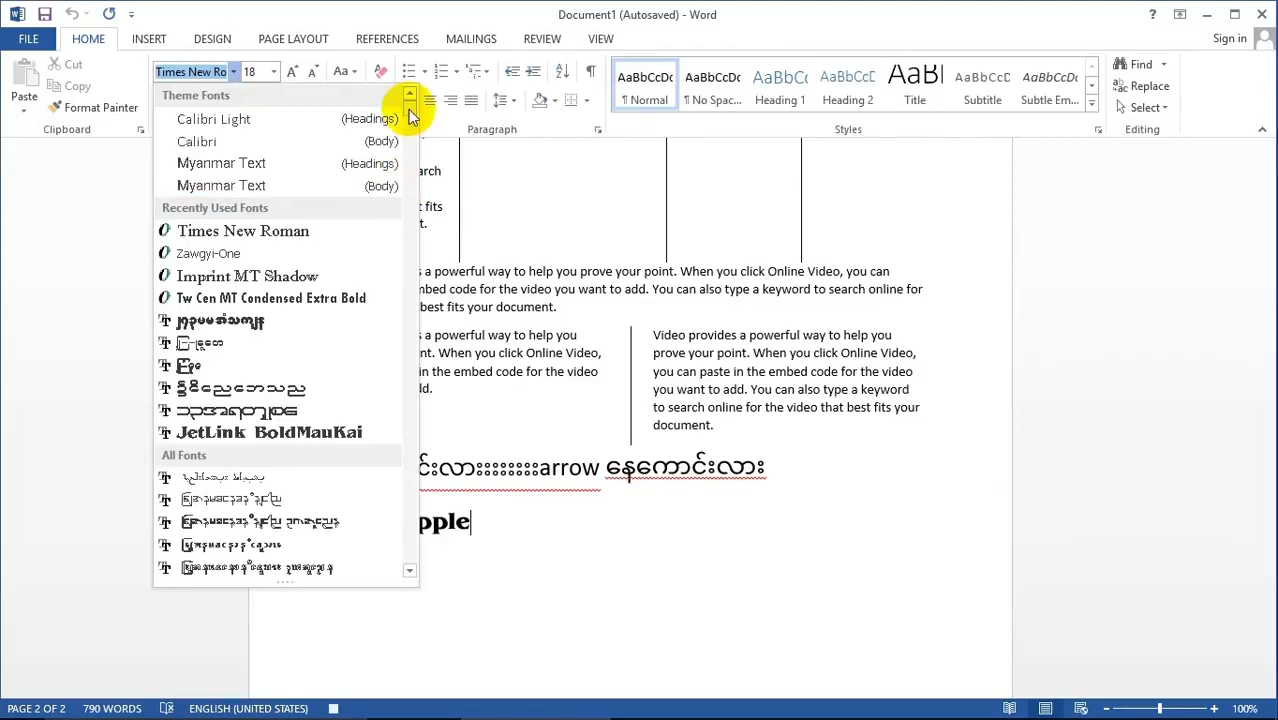 Document1 (Autosaved) - Word
FILE HOME INSERT DESIGN PAGE LAYOUT REFERENCES MAILINGS REVIEW VIEW Sign in
Paste
Cut
Copy
Format Painter
Clipboard
Times New Ro 18
Aa
Paragraph
AaBbCcDc AaBbCcDc AaBbCc AaBbCcC AaBl AaBbCcD AaBbCcDc
¶ Normal ¶ No Spac... Heading 1 Heading 2 Title Subtitle Subtle Em...
Styles
Find
Replace
Select
Editing
Theme Fonts
Calibri Light (Headings)
Calibri (Body)
Myanmar Text (Headings)
Myanmar Text (Body)
Recently Used Fonts
Times New Roman
Zawgyi-One
Imprint MT Shadow
Tw Cen MT Condensed Extra Bold
JetLink BoldMauKai
All Fonts
arch
t fits
t.
a powerful way to help you prove your point. When you click Online Video, you can
mbed code for the video you want to add. You can also type a keyword to search online for
best fits your document.
a powerful way to help you
nt. When you click Online Video,
in the embed code for the video
dd.
Video provides a powerful way to help you
prove your point. When you click Online Video,
you can paste in the embed code for the video
you want to add. You can also type a keyword
to search online for the video that best fits your
document.
င်းလားးးးးးးးးarrow နေကောင်းလား
pple
PAGE 2 OF 2 790 WORDS ENGLISH (UNITED STATES) 100%